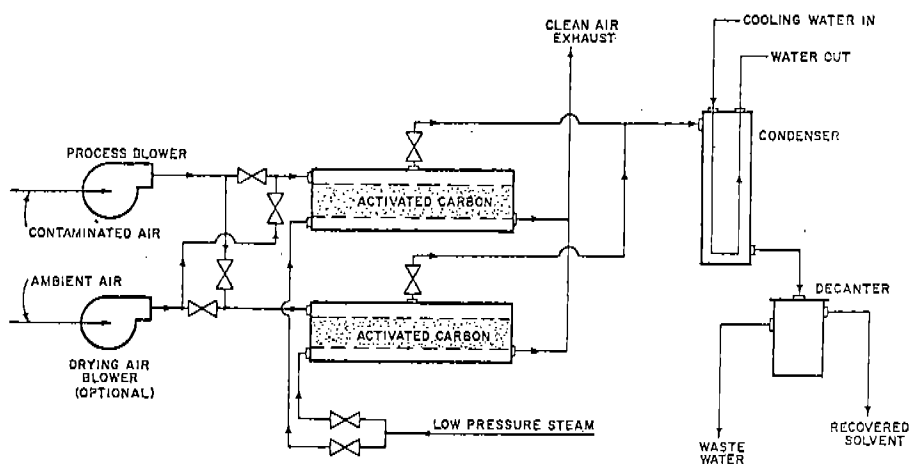 CLEAN AIR
EXHAUST
COOLING WATER IN
WATER OUT
PROCESS BLOWER
CONDENSER
ACTIVATED CARBON
CONTAMINATED AIR
AMBIENT AIR
DECANTER
ACTIVATED CARBON
DRYING AIR
BLOWER
(OPTIONAL)
LOW PRESSURE STEAM
WASTE
WATER
RECOVERED
SOLVENT